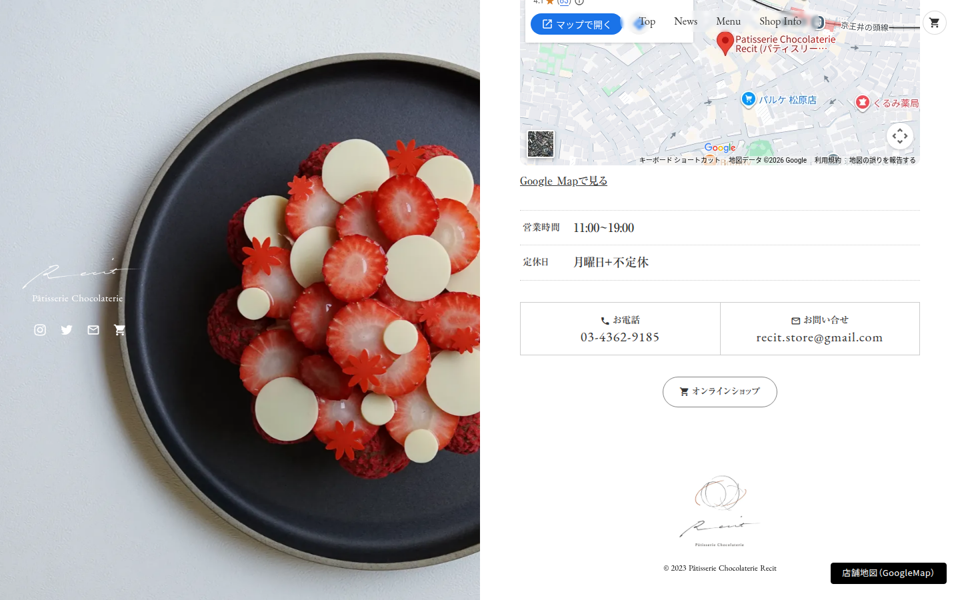 Recit
Pâtisserie Chocolaterie
4.1
マップで開く
Top
News
Menu
Shop Info
京王井の頭線
Patisserie Chocolaterie
Recit (パティスリー…
パルケ 松原店
くるみ薬局
Google
キーボード ショートカット
地図データ ©2026 Google
利用規約
地図の誤りを報告する
Google Mapで見る
営業時間 11:00~19:00
定休日 月曜日+不定休
お電話
03-4362-9185
お問い合せ
recit.store@gmail.com
オンラインショップ
Recit
Pâtisserie Chocolaterie
© 2023 Pâtisserie Chocolaterie Recit
店舗地図（GoogleMap）